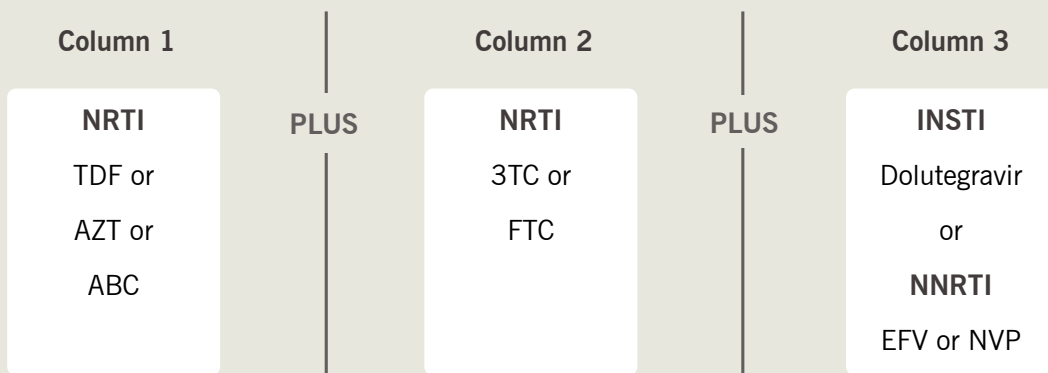 Column 1
NRTI
TDF or
AZT or
ABC
PLUS
Column 2
NRTI
3TC or
FTC
PLUS
Column 3
INSTI
Dolutegravir
or
NNRTI
EFV or NVP